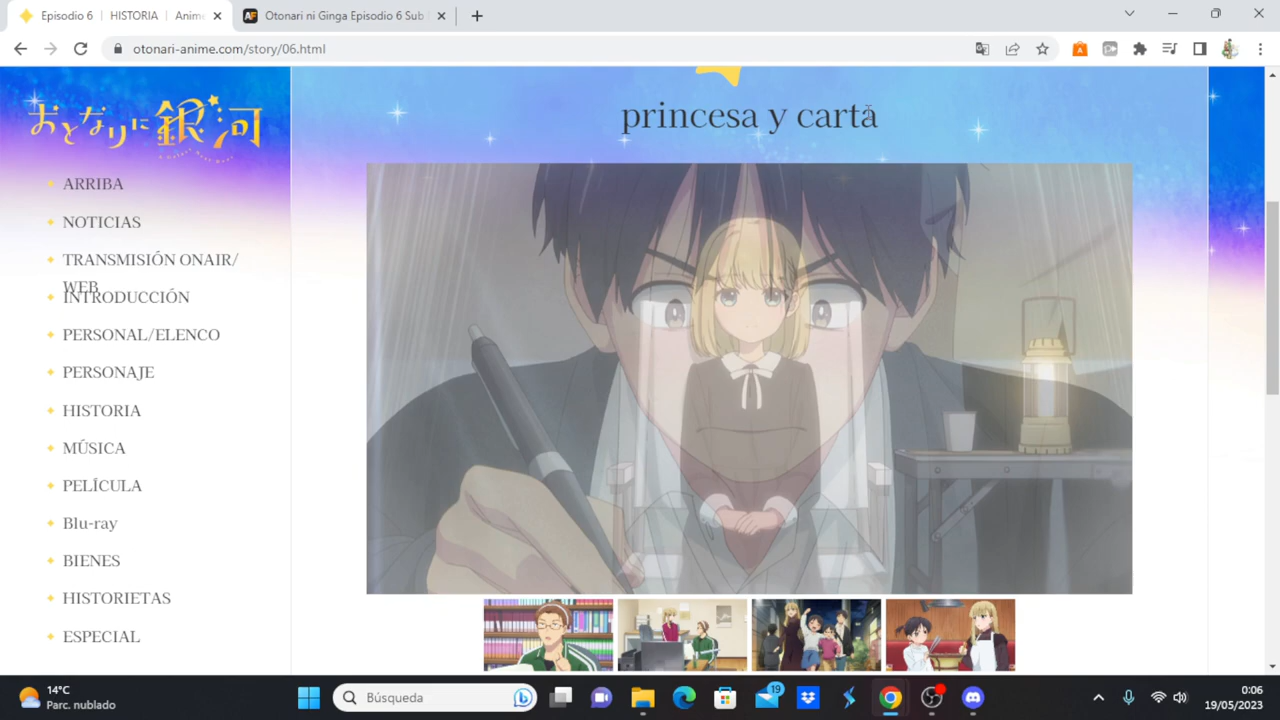 Episodio 6 | HISTORIA | Anime
Otonari ni Ginga Episodio 6 Sub
otonari-anime.com/story/06.html
おとなりに銀河
princesa y carta
ARRIBA
NOTICIAS
TRANSMISIÓN ONAIR/
WEB
INTRODUCCIÓN
PERSONAL/ELENCO
PERSONAJE
HISTORIA
MÚSICA
PELÍCULA
Blu-ray
BIENES
HISTORIETAS
ESPECIAL
14°C
Parc. nublado
Búsqueda
19
0:06
19/05/2023